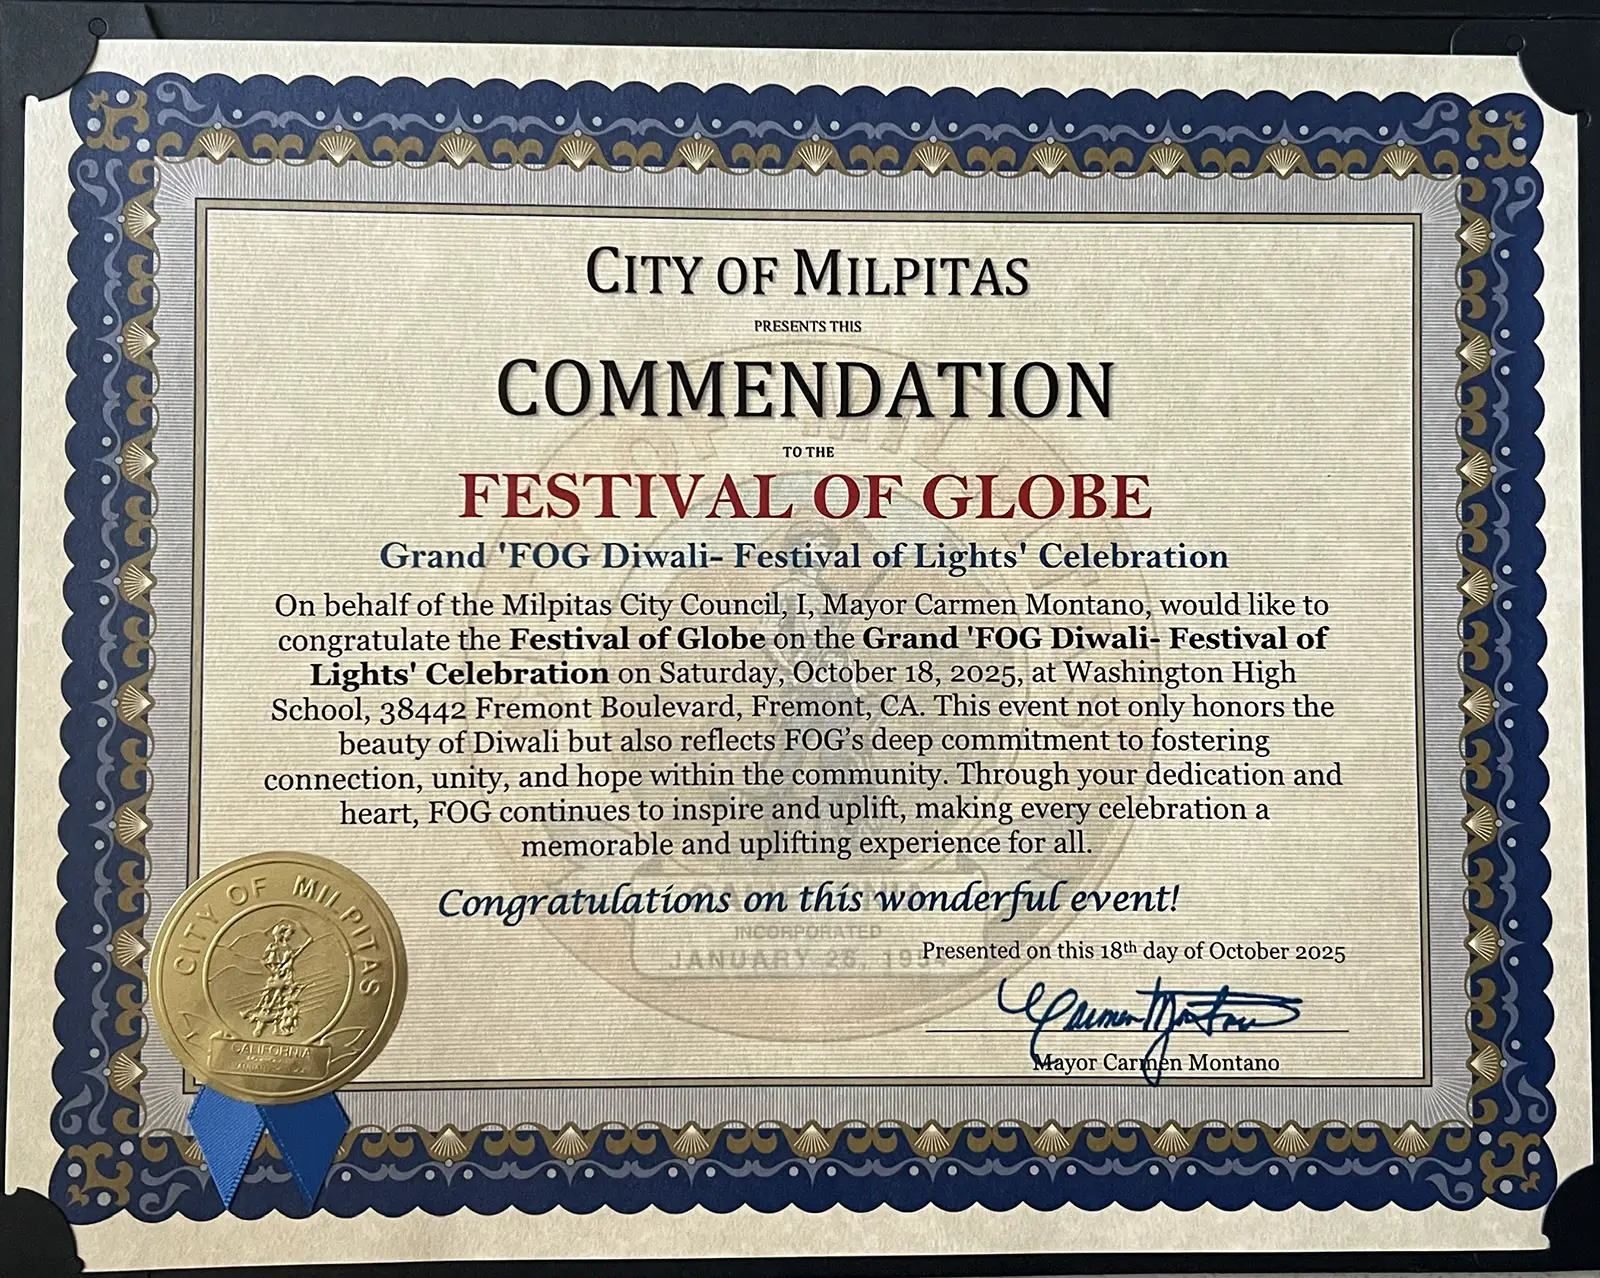 CITY OF MILPITAS
PRESENTS THIS
COMMENDATION
TO THE
FESTIVAL OF GLOBE
Grand 'FOG Diwali- Festival of Lights' Celebration
On behalf of the Milpitas City Council, I, Mayor Carmen Montano, would like to
congratulate the Festival of Globe on the Grand 'FOG Diwali- Festival of
Lights' Celebration on Saturday, October 18, 2025, at Washington High
School, 38442 Fremont Boulevard, Fremont, CA. This event not only honors the
beauty of Diwali but also reflects FOG’s deep commitment to fostering
connection, unity, and hope within the community. Through your dedication and
heart, FOG continues to inspire and uplift, making every celebration a
memorable and uplifting experience for all.
Congratulations on this wonderful event!
INCORPORATED
JANUARY 26,
Presented on this 18th day of October 2025
Carmen Montano
Mayor Carmen Montano
CITY OF MILPITAS
CALIFORNIA